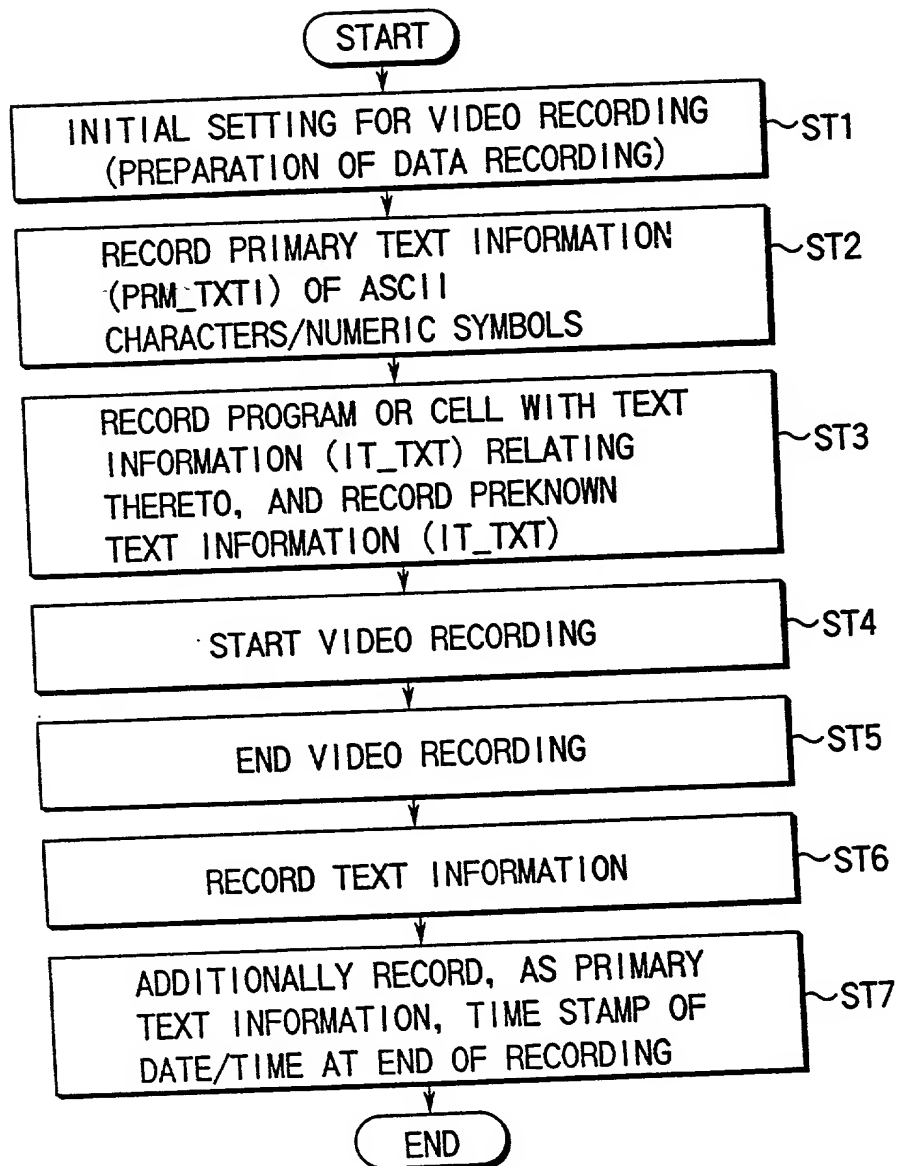 START
INITIAL SETTING FOR VIDEO RECORDING
(PREPARATION OF DATA RECORDING)
ST1
RECORD PRIMARY TEXT INFORMATION
(PRM_TXTI) OF ASCII
CHARACTERS/NUMERIC SYMBOLS
ST2
RECORD PROGRAM OR CELL WITH TEXT
INFORMATION (IT_TXT) RELATING
THERETO, AND RECORD PREKNOWN
TEXT INFORMATION (IT_TXT)
ST3
START VIDEO RECORDING
ST4
END VIDEO RECORDING
ST5
RECORD TEXT INFORMATION
ST6
ADDITIONALLY RECORD, AS PRIMARY
TEXT INFORMATION, TIME STAMP OF
DATE/TIME AT END OF RECORDING
ST7
END